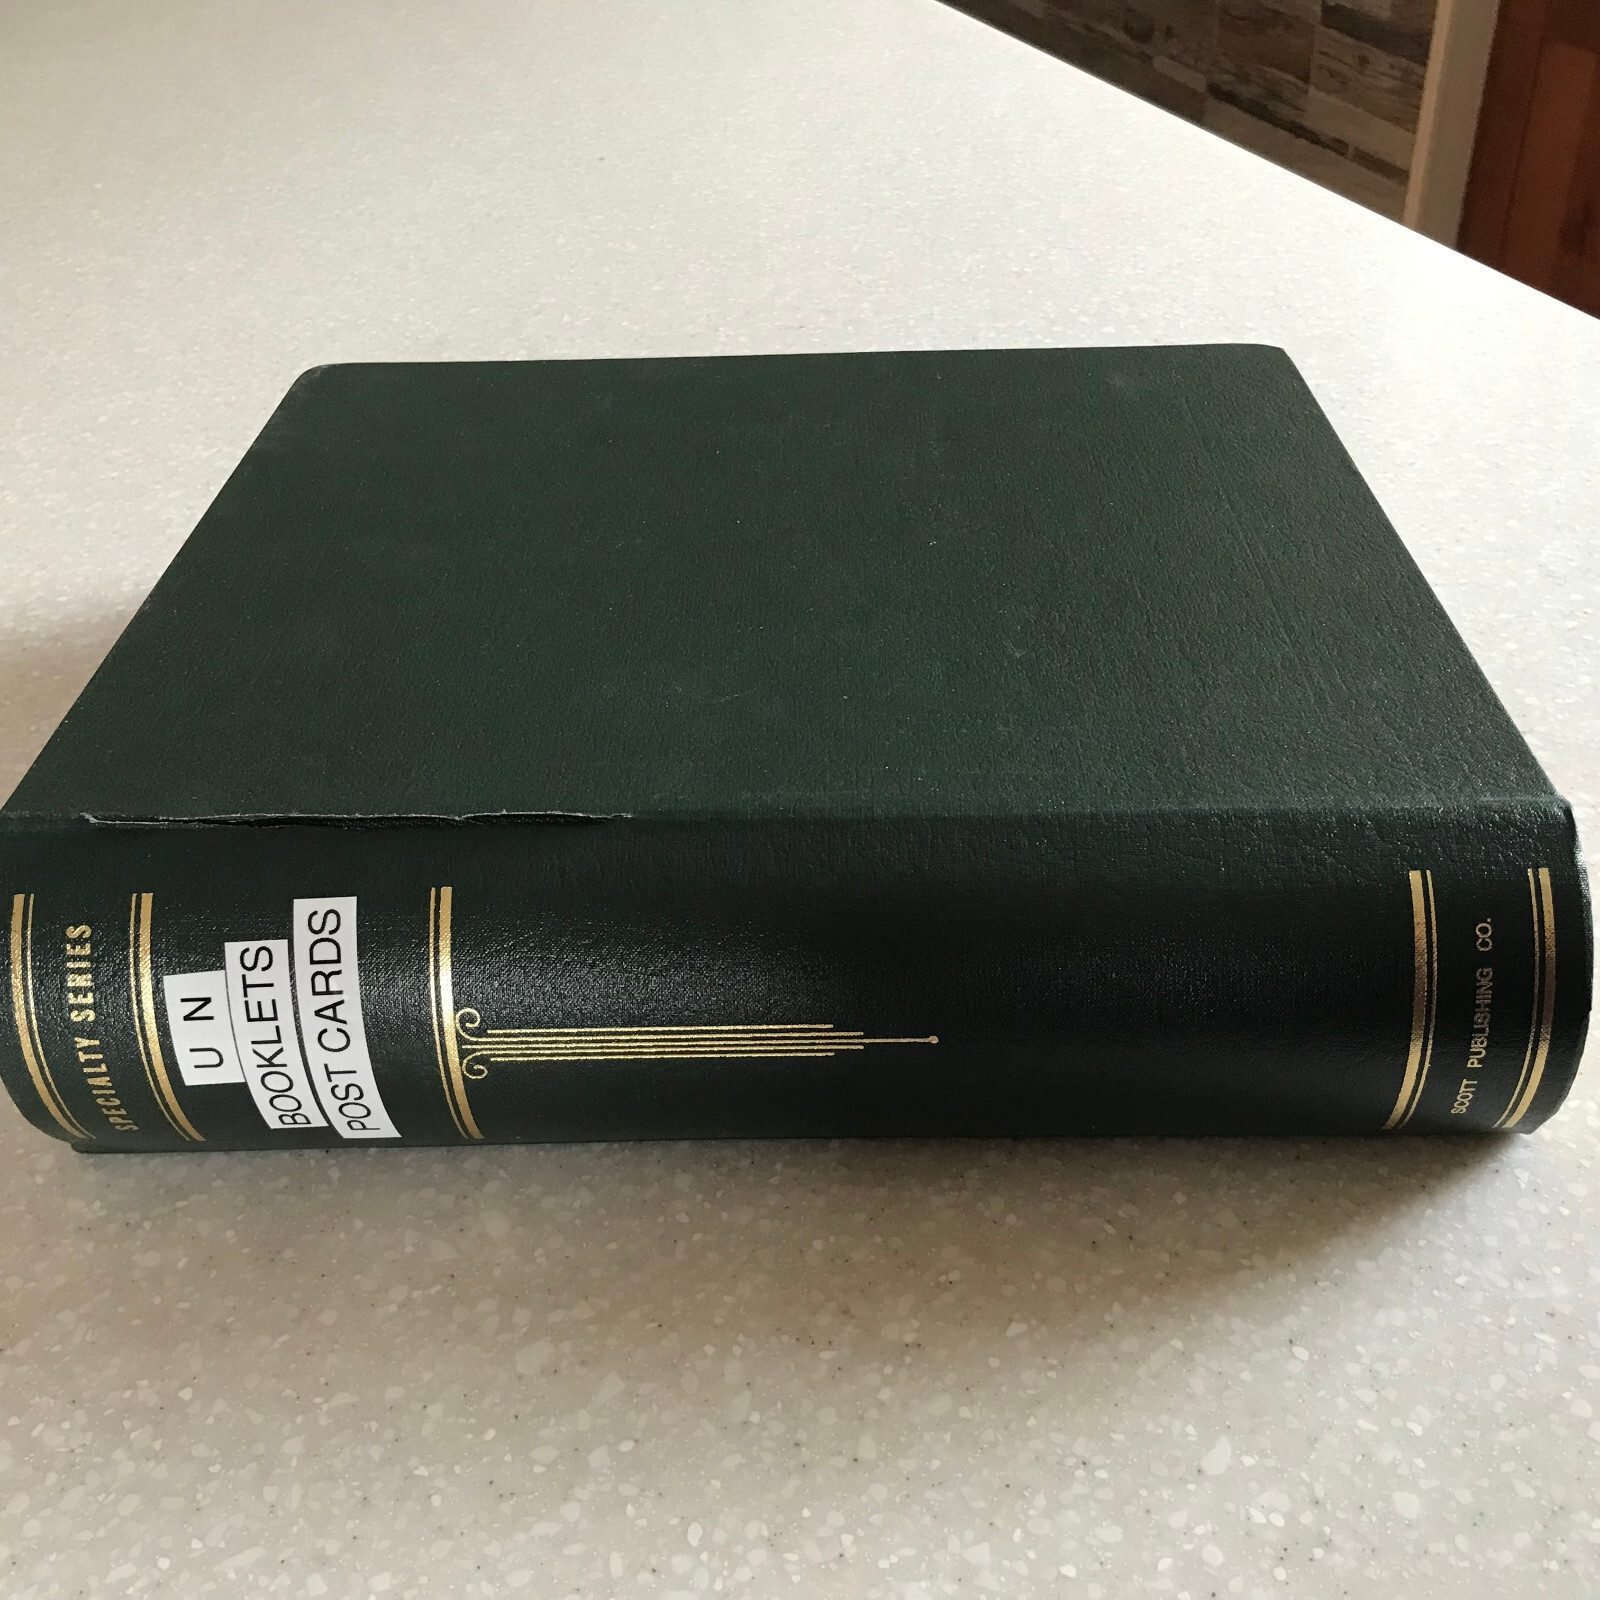 SPECIALTY SERIES
U N
BOOKLETS
POST CARDS
SCOTT PUBLISHING CO.